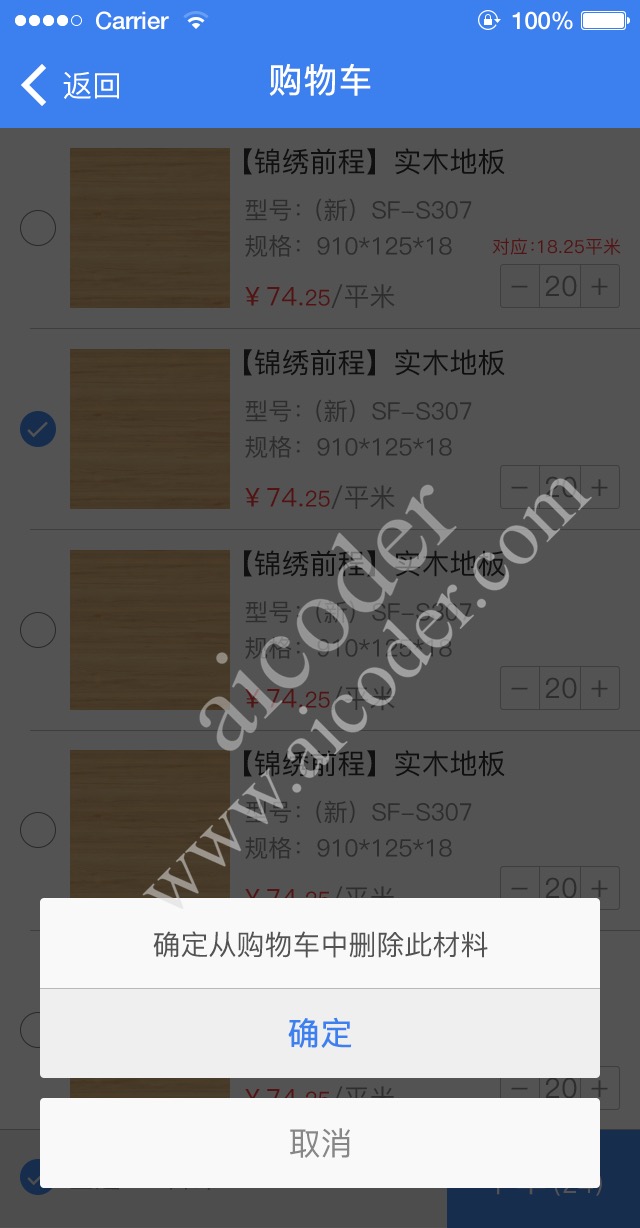 Carrier 100%
返回 购物车
【锦绣前程】实木地板
型号：（新）SF-S307
规格：910*125*18 对应:18.25平米
¥ 74.25/平米 − 20 +
【锦绣前程】实木地板
型号：（新）SF-S307
规格：910*125*18
¥ 74.25/平米 − 20 +
【锦绣前程】实木地板
型号：（新）SF-S307
规格：910*125*18
¥ 74.25/平米 − 20 +
【锦绣前程】实木地板
型号：（新）SF-S307
规格：910*125*18
¥ 74.25/平米 − 20 +
aicoder
www.aicoder.com
确定从购物车中删除此材料
确定
¥ 74.25/平米 − 20 +
取消